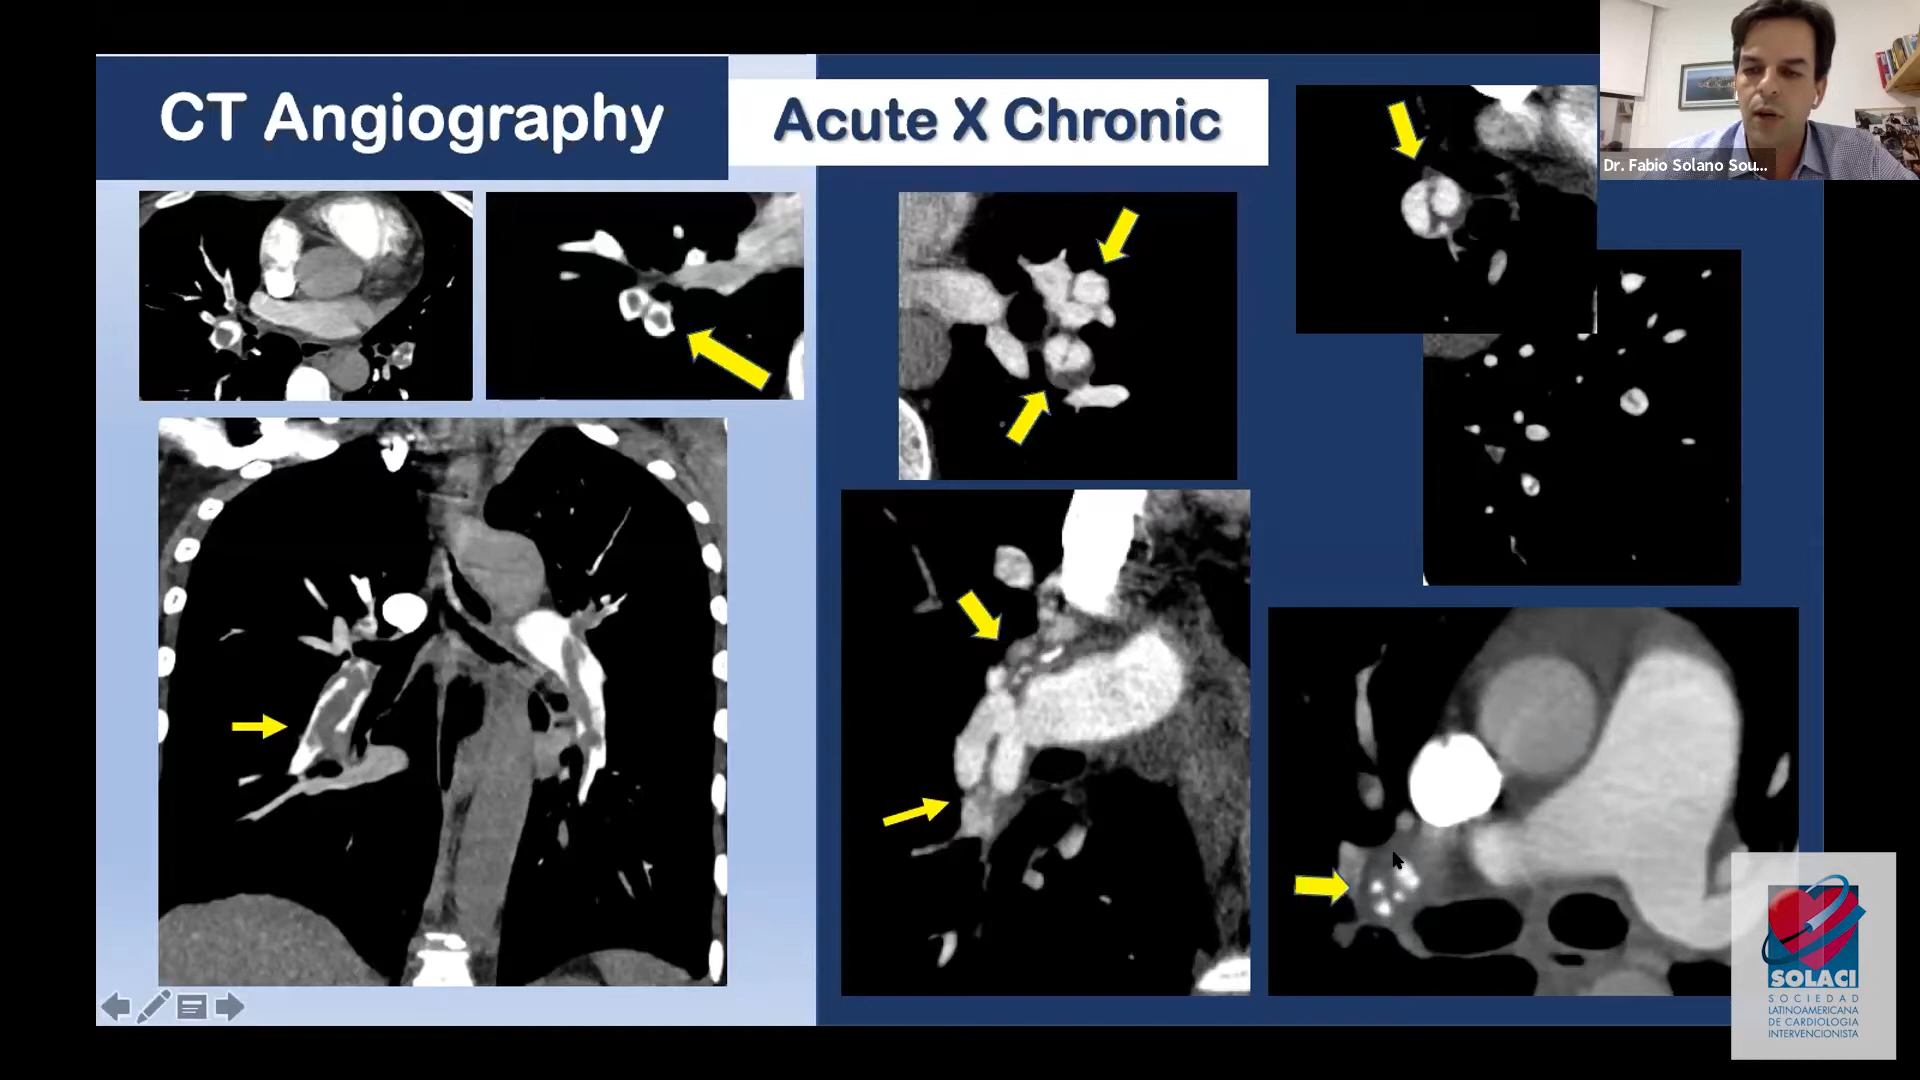 CT Angiography
Acute X Chronic
Dr. Fabio Solano Sou...
SOLACI
SOCIEDAD
LATINOAMERICANA
DE CARDIOLOGIA
INTERVENCIONISTA